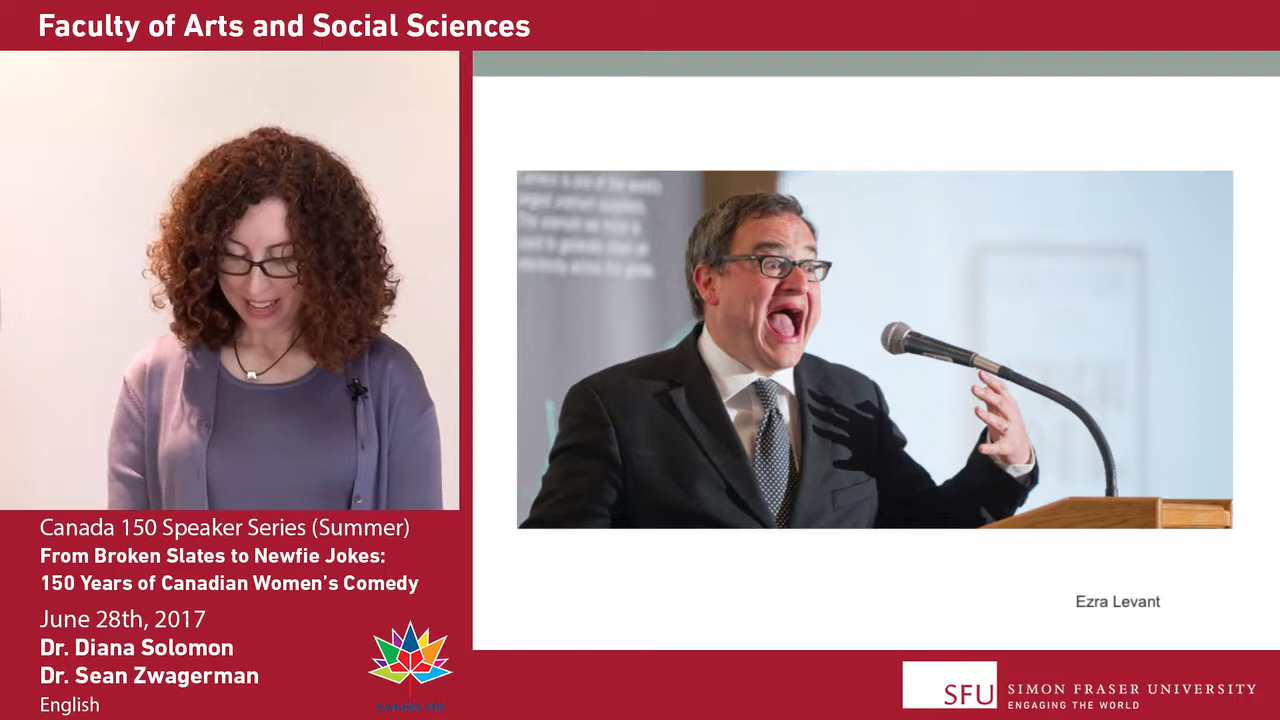 Faculty of Arts and Social Sciences
Canada 150 Speaker Series (Summer)
From Broken Slates to Newfie Jokes:
150 Years of Canadian Women's Comedy
June 28th, 2017
Dr. Diana Solomon
Dr. Sean Zwagerman
English
CANADA 150
Ezra Levant
SFU
SIMON FRASER UNIVERSITY
ENGAGING THE WORLD